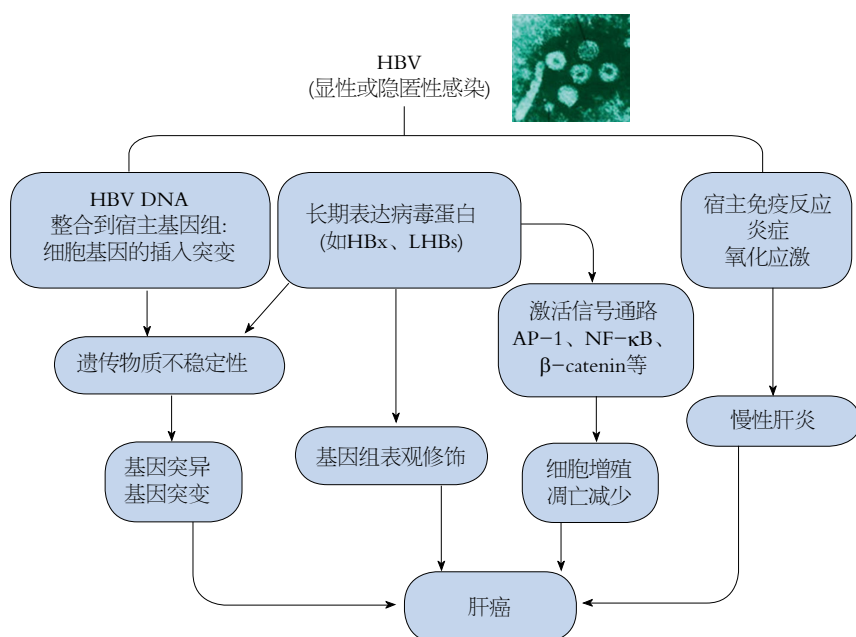 HBV
(显性或隐匿性感染)
HBV DNA
整合到宿主基因组:
细胞基因的插入突变
长期表达病毒蛋白
(如HBx、LHBs)
宿主免疫反应
炎症
氧化应激
激活信号通路
AP-1、NF-κB、
β-catenin等
遗传物质不稳定性
慢性肝炎
基因突异
基因突变
基因组表观修饰
细胞增殖
凋亡减少
肝癌